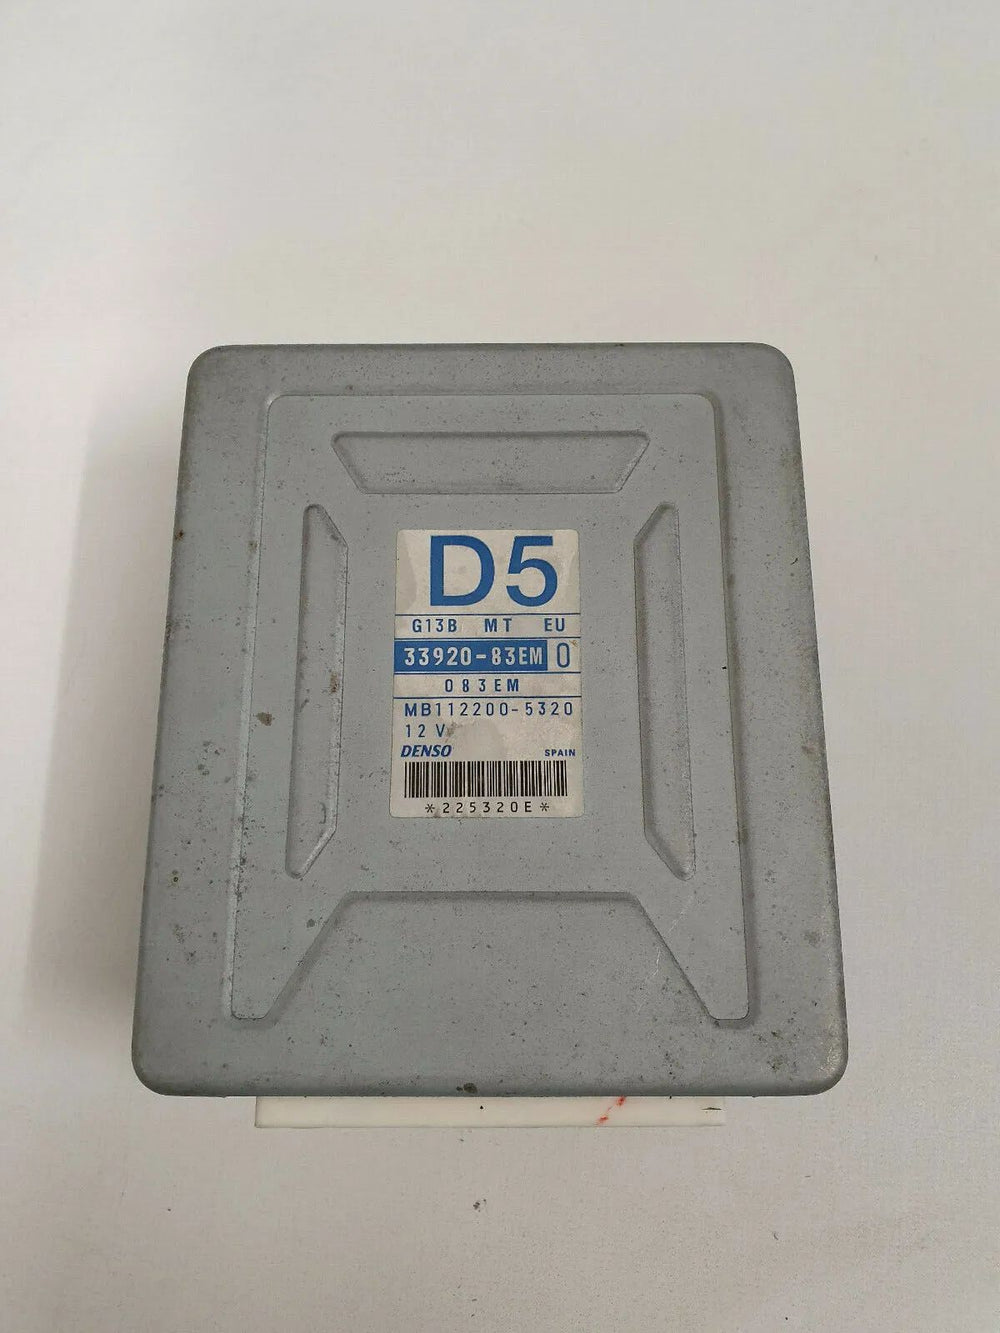 D5
G13B MT EU
33920-83EM 0
083EM
MB112200-5320
12V
DENSO SPAIN
*225320E*